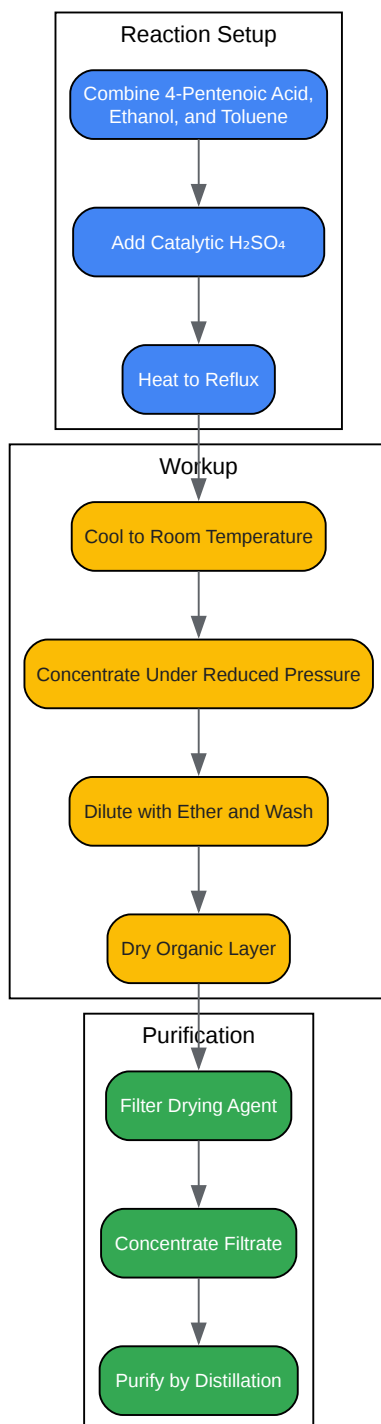 Reaction Setup
Combine 4-Pentenoic Acid,
Ethanol, and Toluene
Add Catalytic H₂SO₄
Heat to Reflux
Workup
Cool to Room Temperature
Concentrate Under Reduced Pressure
Dilute with Ether and Wash
Dry Organic Layer
Purification
Filter Drying Agent
Concentrate Filtrate
Purify by Distillation